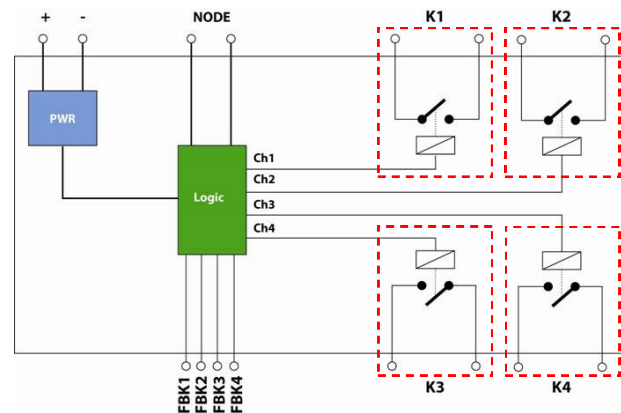 + - NODE K1 K2
PWR
Logic
Ch1
Ch2
Ch3
Ch4
FBK1
FBK2
FBK3
FBK4
K3 K4